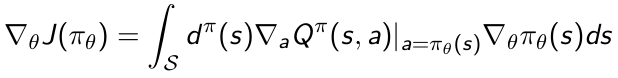 ∇_θ J(π_θ) = ∫_𝒮 d^π(s) ∇_a Q^π(s, a)|_{a=π_θ(s)} ∇_θ π_θ(s) ds